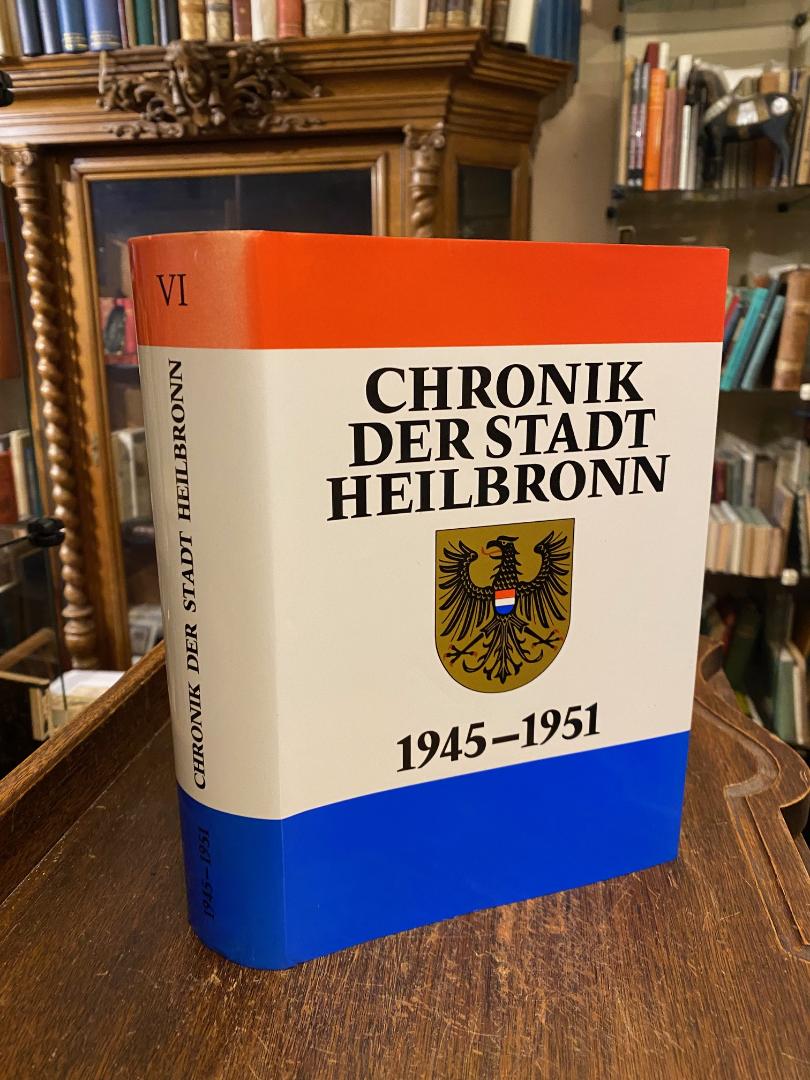 VI
CHRONIK DER STADT HEILBRONN
1945–1951
CHRONIK
DER STADT
HEILBRONN
1945–1951